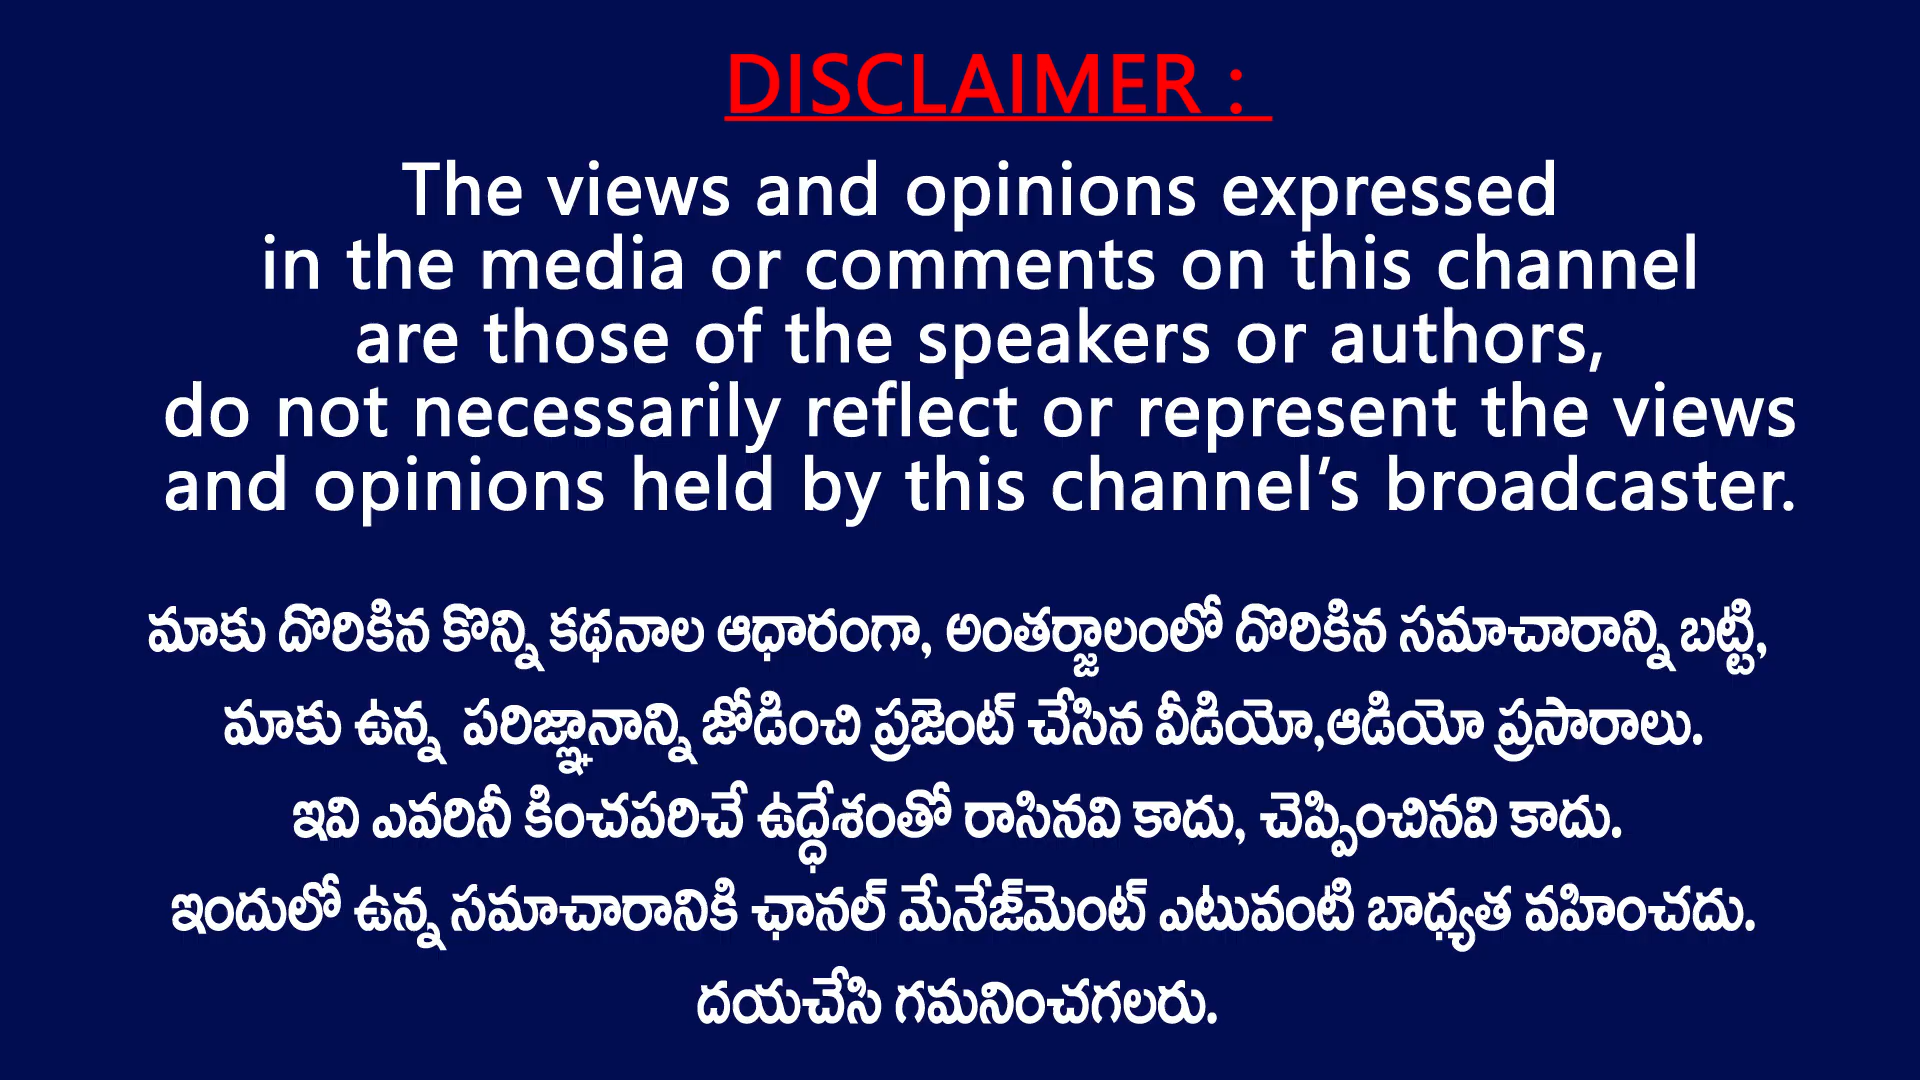 DISCLAIMER :
The views and opinions expressed
in the media or comments on this channel
are those of the speakers or authors,
do not necessarily reflect or represent the views
and opinions held by this channel’s broadcaster.
మాకు దొరికిన కొన్ని కథనాల ఆధారంగా, అంతర్జాలంలో దొరికిన సమాచారాన్ని బట్టి,
మాకు ఉన్న పరిజ్ఞానాన్ని జోడించి ప్రజెంట్ చేసిన వీడియో,ఆడియో ప్రసారాలు.
ఇవి ఎవరినీ కించపరిచే ఉద్ధేశంతో రాసినవి కాదు, చెప్పించినవి కాదు.
ఇందులో ఉన్న సమాచారానికి ఛానల్ మేనేజ్‌మెంట్ ఎటువంటి బాధ్యత వహించదు.
దయచేసి గమనించగలరు.